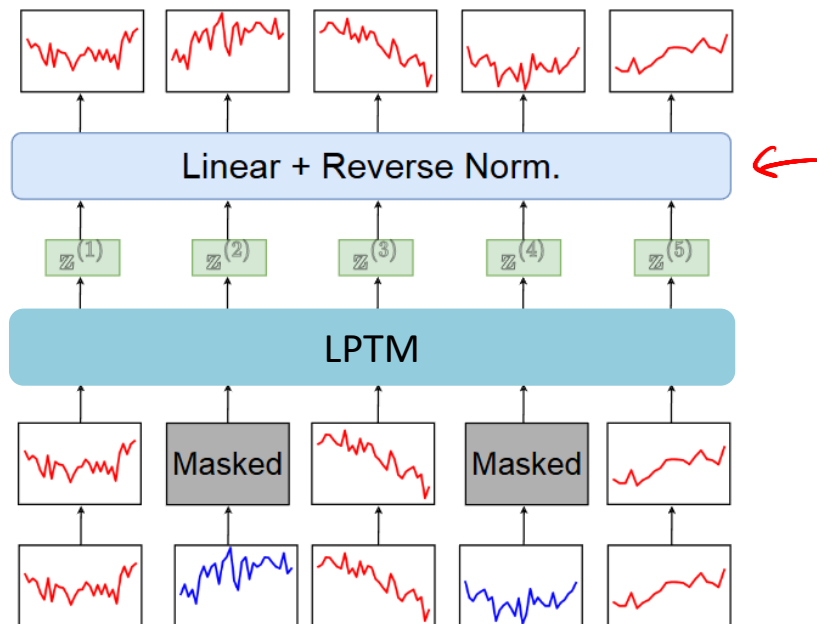 Linear + Reverse Norm.
𝕫⁽¹⁾ 𝕫⁽²⁾ 𝕫⁽³⁾ 𝕫⁽⁴⁾ 𝕫⁽⁵⁾
LPTM
Masked Masked